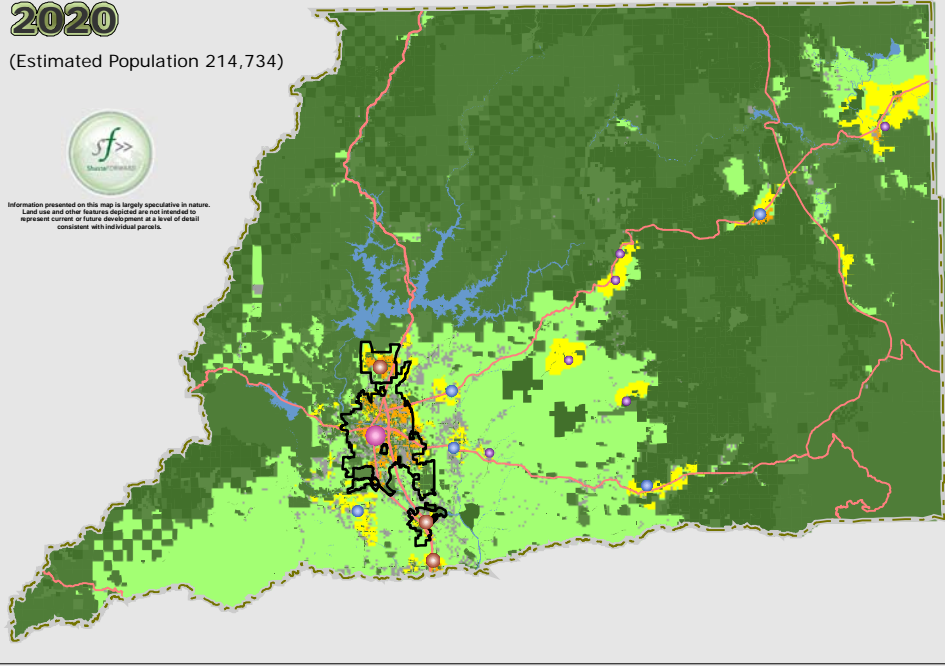 2020
(Estimated Population 214,734)
sf>>
ShastaFORWARD
Information presented on this map is largely speculative in nature.
Land use and other features depicted are not intended to
represent current or future development at a level of detail
consistent with individual parcels.